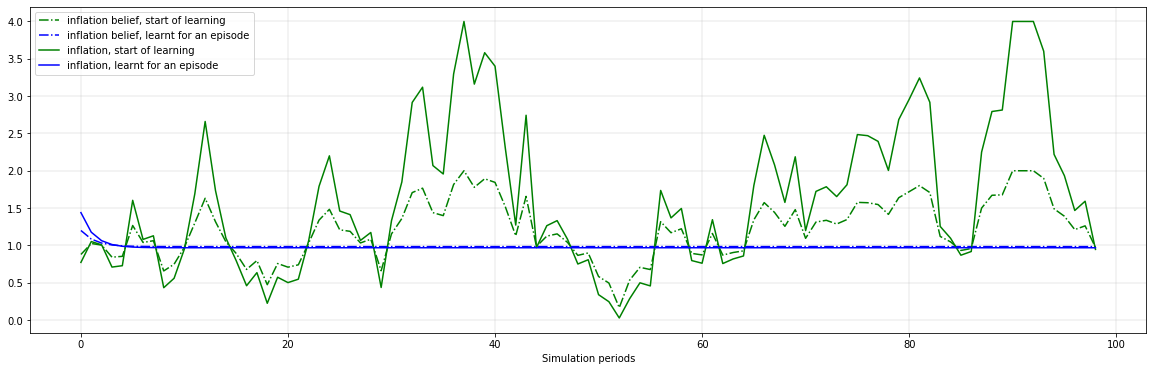 inflation belief, start of learning
inflation belief, learnt for an episode
inflation, start of learning
inflation, learnt for an episode
4.0
3.5
3.0
2.5
2.0
1.5
1.0
0.5
0.0
0 20 40 60 80 100
Simulation periods